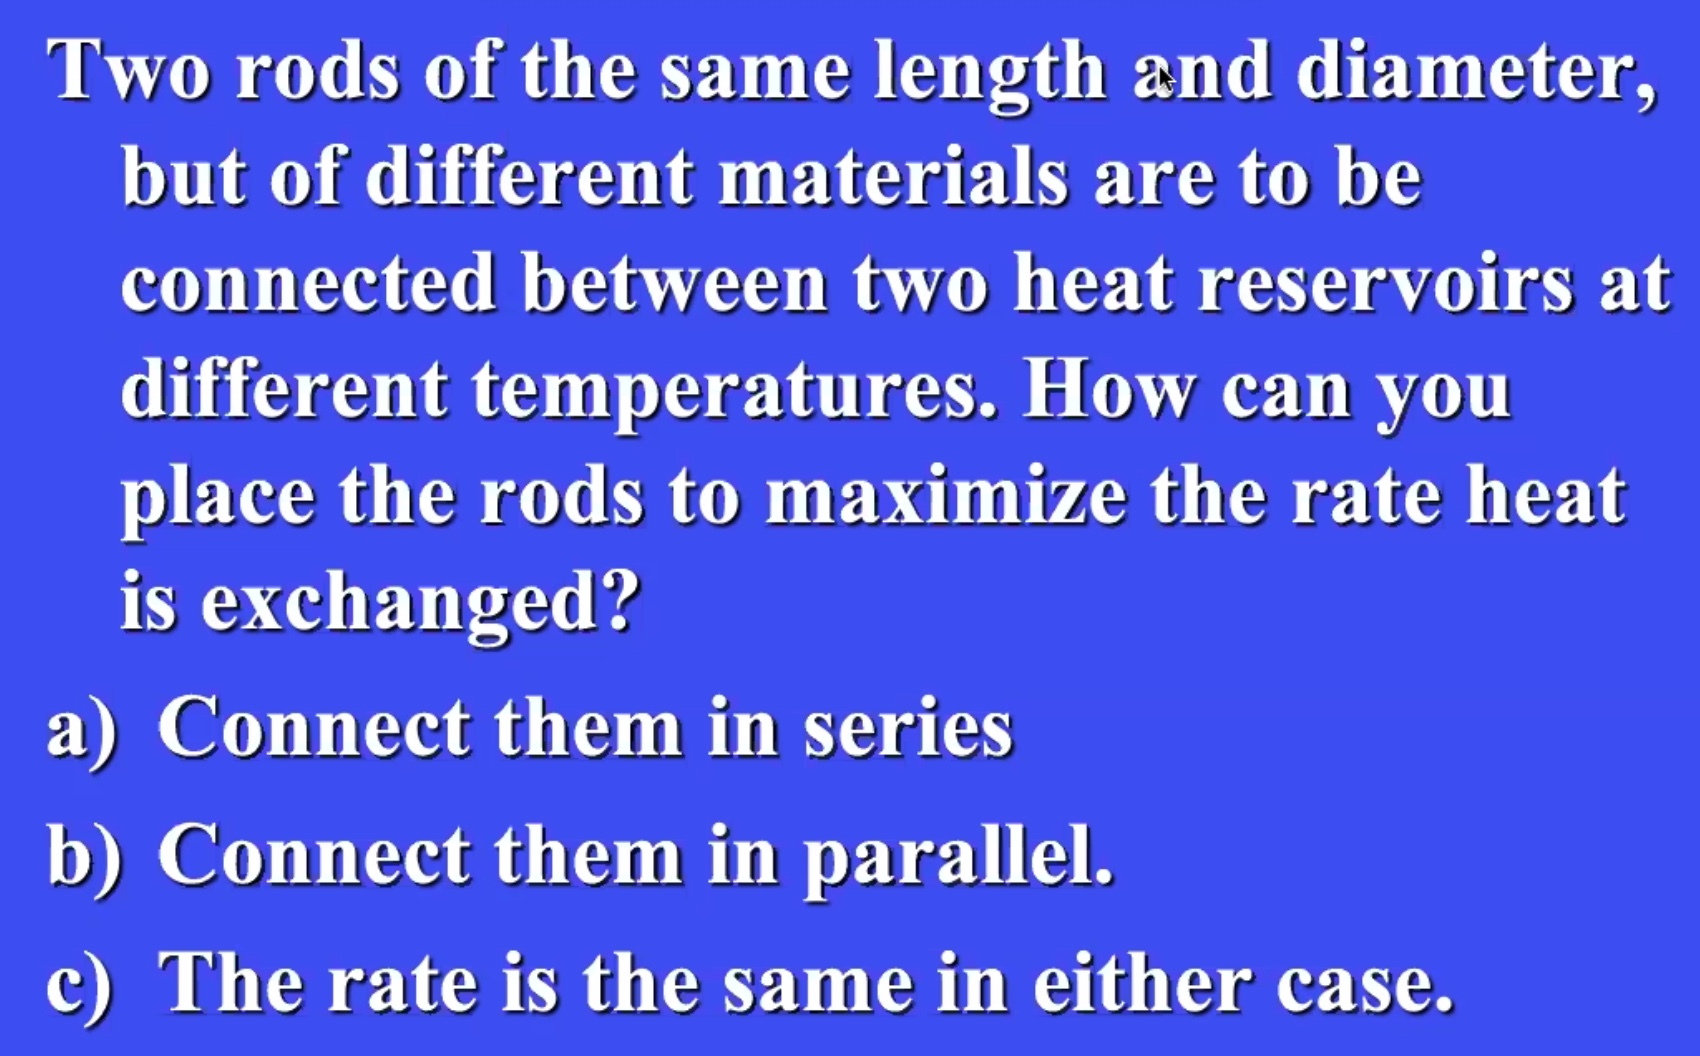 Two rods of the same length and diameter,
but of different materials are to be
connected between two heat reservoirs at
different temperatures. How can you
place the rods to maximize the rate heat
is exchanged?
a) Connect them in series
b) Connect them in parallel.
c) The rate is the same in either case.